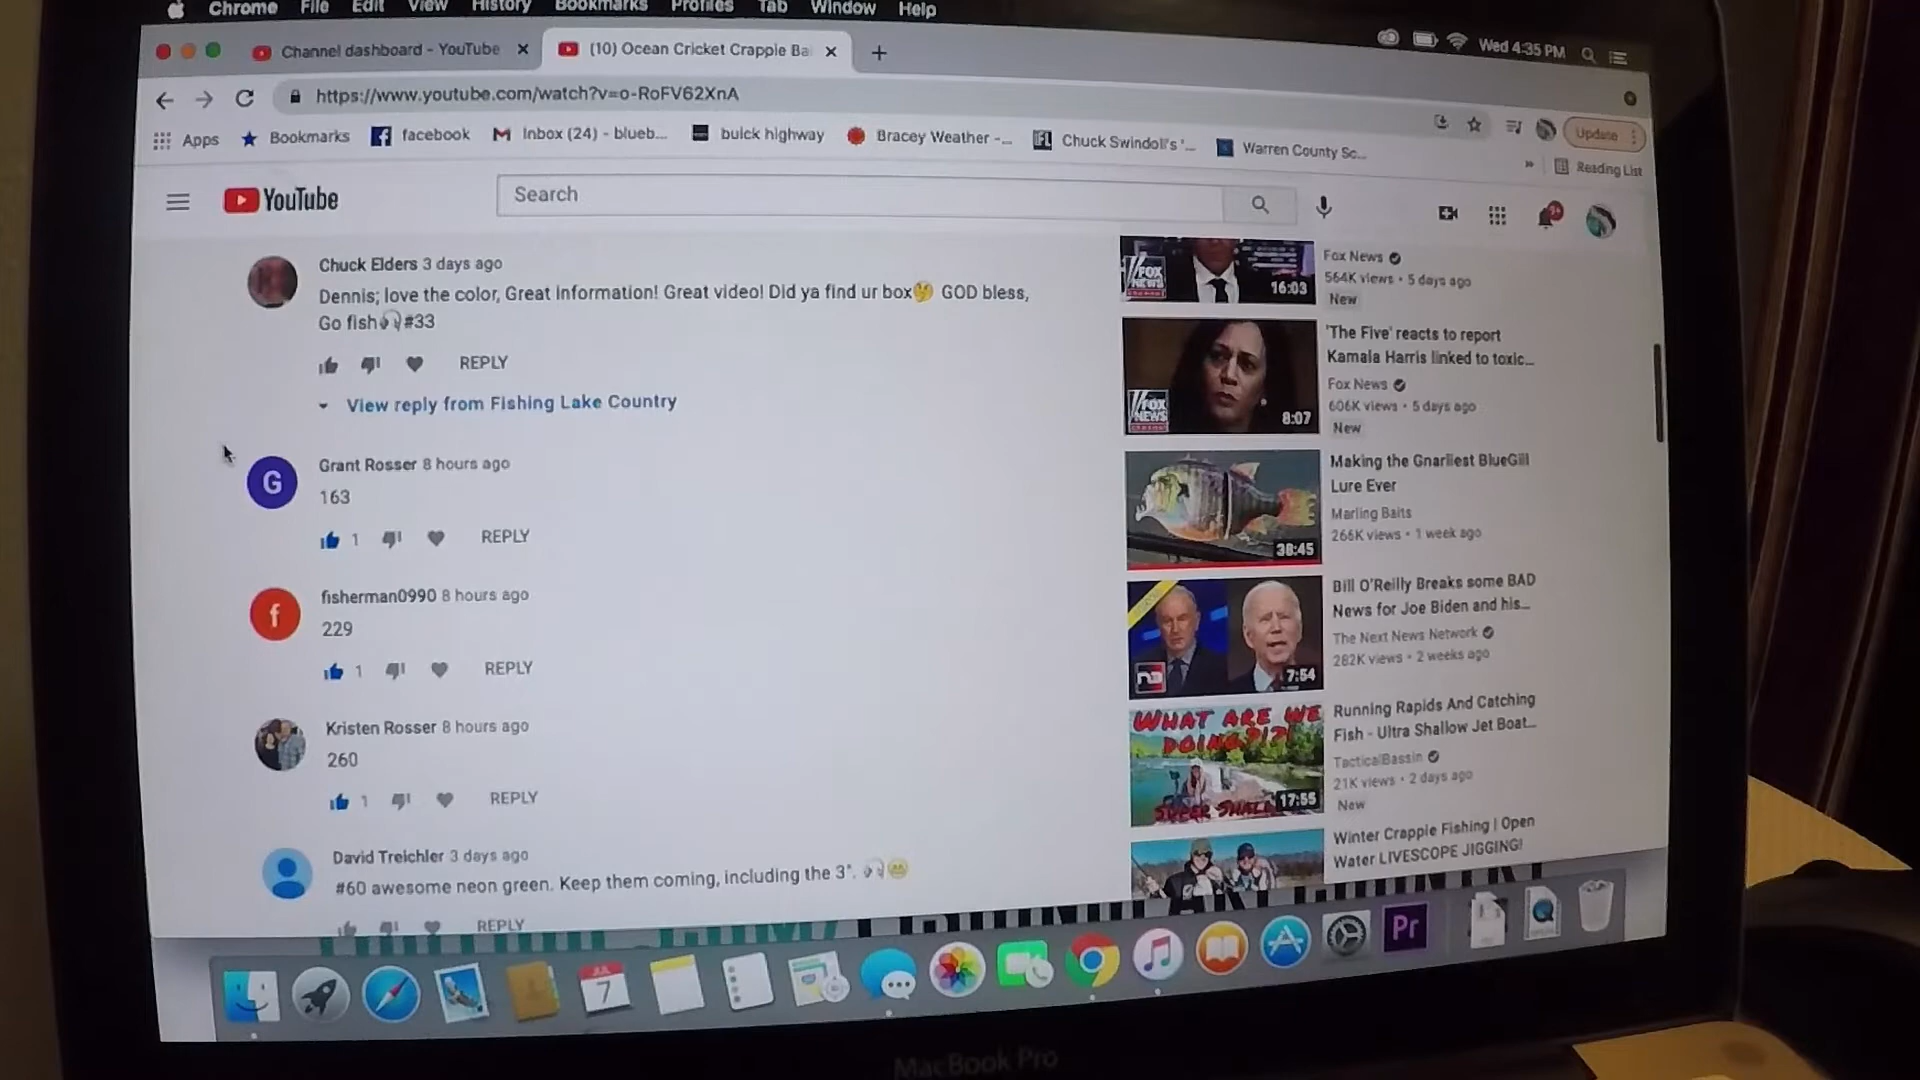 Chrome File Edit View History Bookmarks Profiles Tab Window Help
Wed 4:35 PM
Channel dashboard - YouTube
(10) Ocean Cricket Crappie Ba
https://www.youtube.com/watch?v=o-RoFV62XnA
Update
Apps Bookmarks facebook Inbox (24) - blueb... buick highway Bracey Weather -... Chuck Swindoll's '... Warren County Sc...
» Reading List
YouTube
Search
9+
Chuck Elders 3 days ago
Dennis; love the color, Great Information! Great video! Did ya find ur box🤔 GOD bless,
Go fish🎣#33
REPLY
View reply from Fishing Lake Country
Grant Rosser 8 hours ago
163
1 REPLY
fisherman0990 8 hours ago
229
1 REPLY
Kristen Rosser 8 hours ago
260
1 REPLY
David Treichler 3 days ago
#60 awesome neon green. Keep them coming, including the 3".
REPLY
G
f
FOX
NEWS
16:03
Fox News
564K views • 5 days ago
New
FOX
NEWS
8:07
'The Five' reacts to report
Kamala Harris linked to toxic...
Fox News
606K views • 5 days ago
New
38:45
Making the Gnarliest BlueGill
Lure Ever
Marling Baits
266K views • 1 week ago
7:54
Bill O'Reilly Breaks some BAD
News for Joe Biden and his...
The Next News Network
282K views • 2 weeks ago
WHAT ARE WE
DOING?!?!
SUPER SHALL
17:55
Running Rapids And Catching
Fish - Ultra Shallow Jet Boat...
TacticalBassin
21K views • 2 days ago
New
Winter Crappie Fishing | Open
Water LIVESCOPE JIGGING!
JUL
7
Pr
MacBook Pro